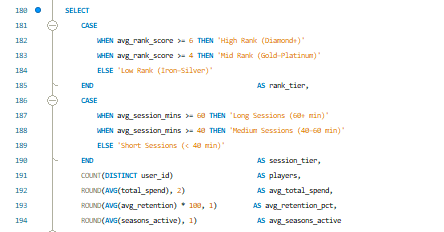 180 SELECT
181 CASE
182 WHEN avg_rank_score >= 6 THEN 'High Rank (Diamond+)'
183 WHEN avg_rank_score >= 4 THEN 'Mid Rank (Gold-Platinum)'
184 ELSE 'Low Rank (Iron-Silver)'
185 END AS rank_tier,
186 CASE
187 WHEN avg_session_mins >= 60 THEN 'Long Sessions (60+ min)'
188 WHEN avg_session_mins >= 40 THEN 'Medium Sessions (40-60 min)'
189 ELSE 'Short Sessions (< 40 min)'
190 END AS session_tier,
191 COUNT(DISTINCT user_id) AS players,
192 ROUND(AVG(total_spend), 2) AS avg_total_spend,
193 ROUND(AVG(avg_retention) * 100, 1) AS avg_retention_pct,
194 ROUND(AVG(seasons_active), 1) AS avg_seasons_active